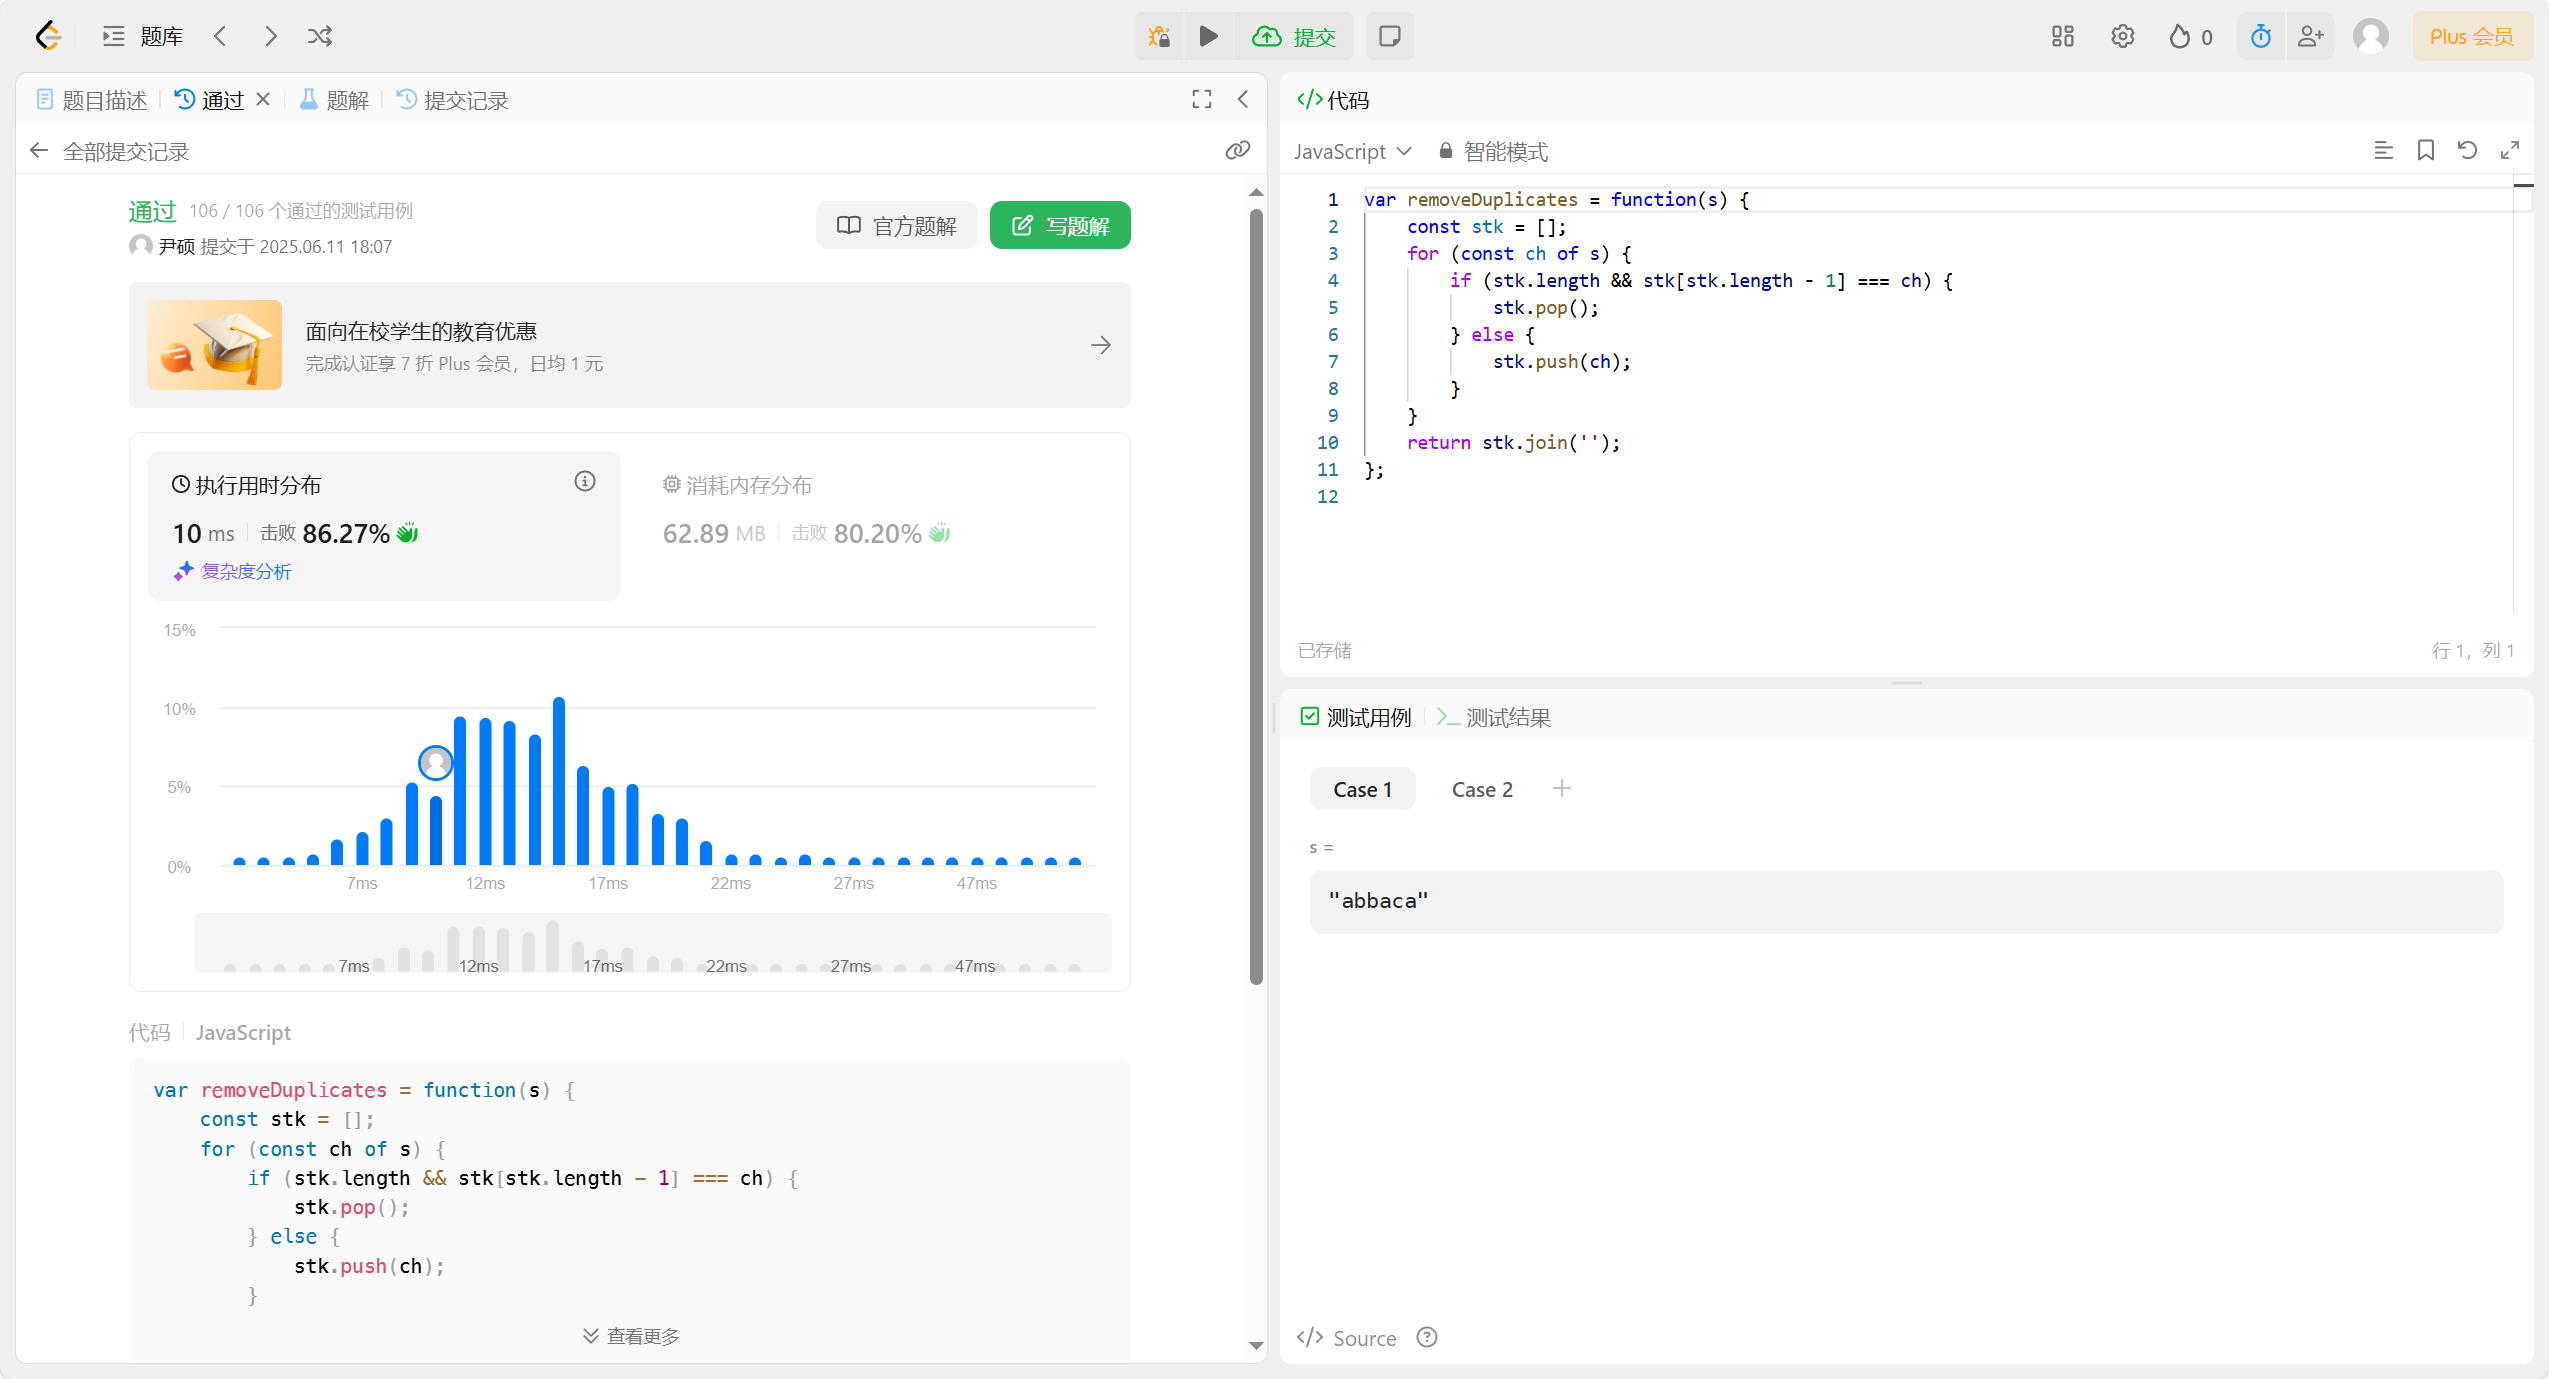 题库
提交
0
Plus 会员
题目描述
通过
题解
提交记录
全部提交记录
通过 106 / 106 个通过的测试用例
尹硕 提交于 2025.06.11 18:07
官方题解
写题解
面向在校学生的教育优惠
完成认证享 7 折 Plus 会员，日均 1 元
执行用时分布
10 ms 击败 86.27%
复杂度分析
消耗内存分布
62.89 MB 击败 80.20%
15%
10%
5%
0%
7ms 12ms 17ms 22ms 27ms 47ms
7ms 12ms 17ms 22ms 27ms 47ms
代码 JavaScript
var removeDuplicates = function(s) {
    const stk = [];
    for (const ch of s) {
        if (stk.length && stk[stk.length - 1] === ch) {
            stk.pop();
        } else {
            stk.push(ch);
        }
查看更多
</>代码
JavaScript 智能模式
1 var removeDuplicates = function(s) {
2     const stk = [];
3     for (const ch of s) {
4         if (stk.length && stk[stk.length - 1] === ch) {
5             stk.pop();
6         } else {
7             stk.push(ch);
8         }
9     }
10     return stk.join('');
11 };
12
已存储
行 1，列 1
测试用例
测试结果
Case 1
Case 2
s =
"abbaca"
</> Source